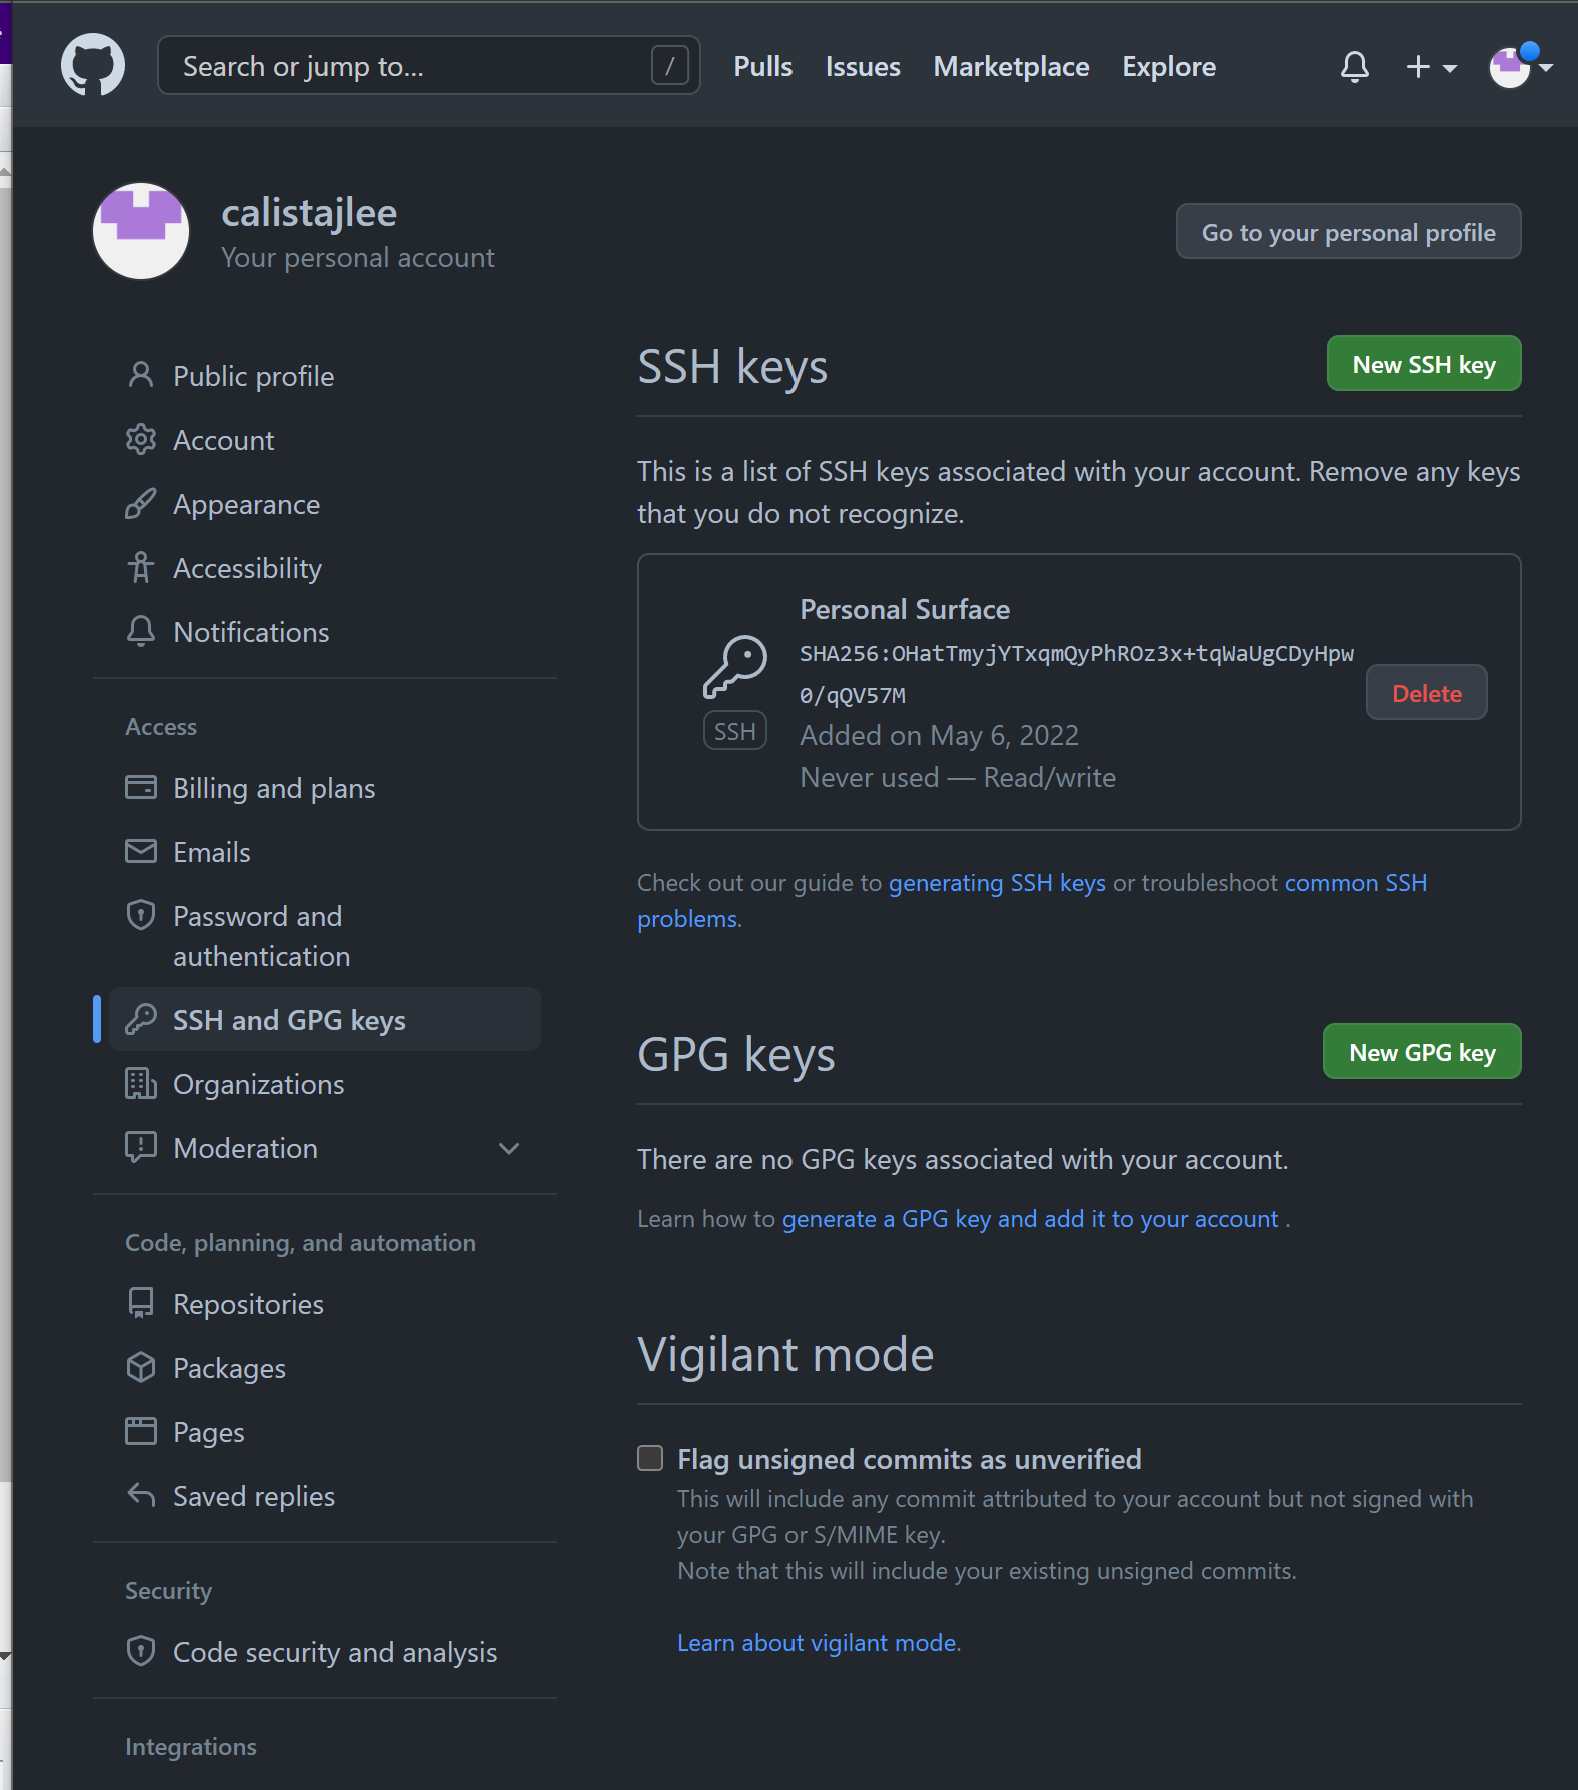 Search or jump to...
/
Pulls
Issues
Marketplace
Explore
calistajlee
Your personal account
Go to your personal profile
Public profile
Account
Appearance
Accessibility
Notifications
Access
Billing and plans
Emails
Password and
authentication
SSH and GPG keys
Organizations
Moderation
Code, planning, and automation
Repositories
Packages
Pages
Saved replies
Security
Code security and analysis
Integrations
SSH keys
New SSH key
This is a list of SSH keys associated with your account. Remove any keys
that you do not recognize.
Personal Surface
SHA256:OHatTmyjYTxqmQyPhROz3x+tqWaUgCDyHpw
0/qQV57M
SSH
Added on May 6, 2022
Never used — Read/write
Delete
Check out our guide to generating SSH keys or troubleshoot common SSH
problems.
GPG keys
New GPG key
There are no GPG keys associated with your account.
Learn how to generate a GPG key and add it to your account .
Vigilant mode
Flag unsigned commits as unverified
This will include any commit attributed to your account but not signed with
your GPG or S/MIME key.
Note that this will include your existing unsigned commits.
Learn about vigilant mode.